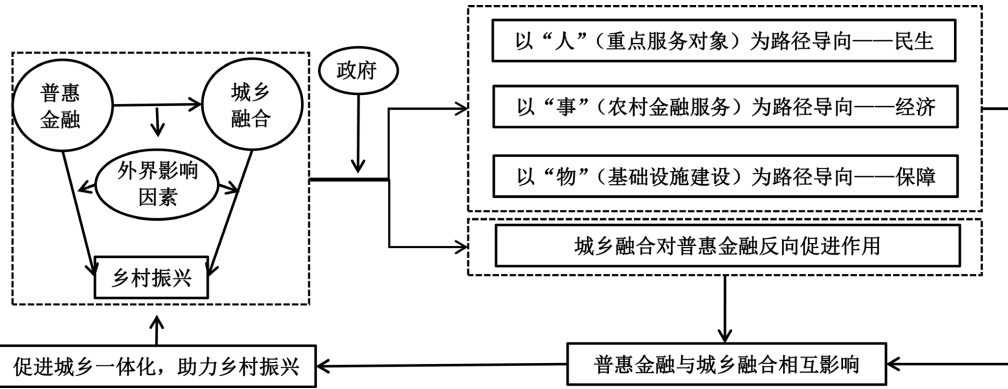 普惠
金融
城乡
融合
外界影响
因素
乡村振兴
政府
以“人”（重点服务对象）为路径导向——民生
以“事”（农村金融服务）为路径导向——经济
以“物”（基础设施建设）为路径导向——保障
城乡融合对普惠金融反向促进作用
促进城乡一体化，助力乡村振兴
普惠金融与城乡融合相互影响